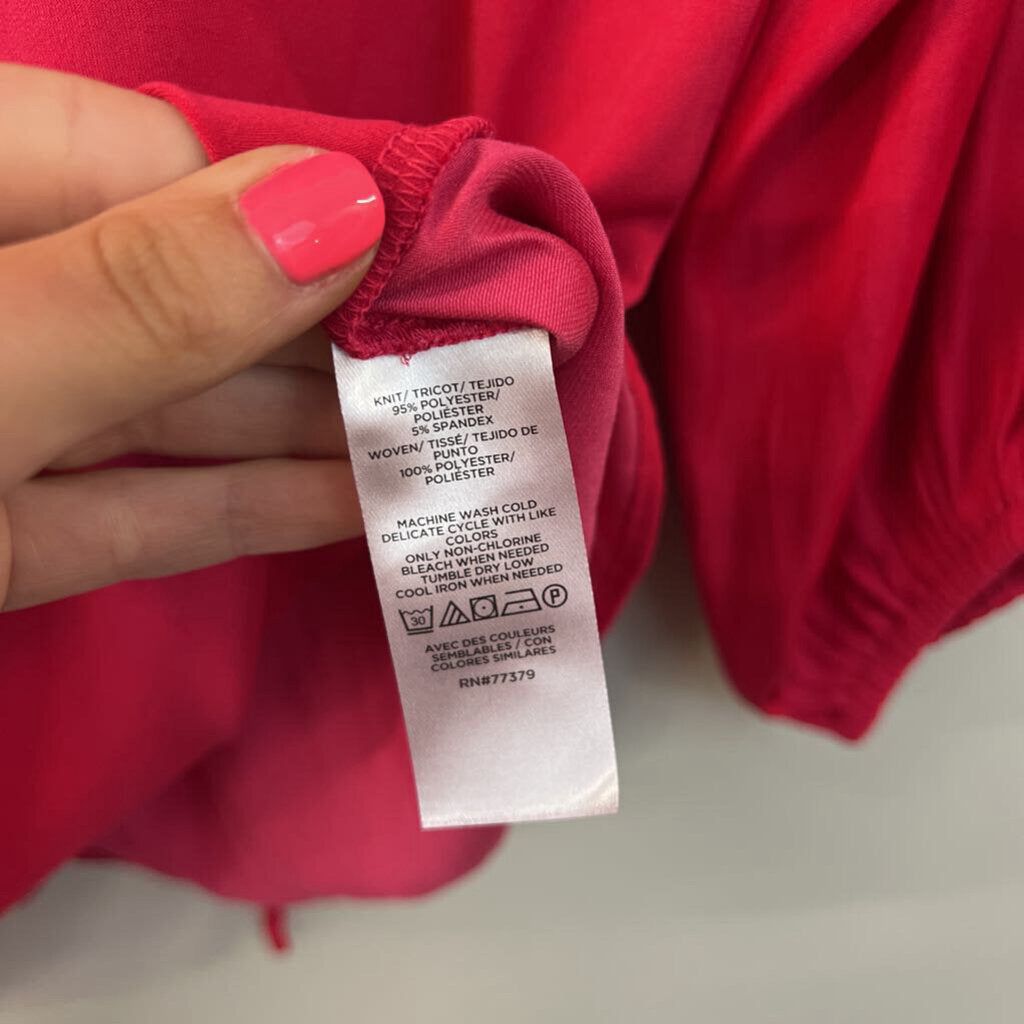 KNIT/ TRICOT/ TEJIDO
95% POLYESTER/
POLIÉSTER
5% SPANDEX
WOVEN/ TISSÉ/ TEJIDO DE
PUNTO
100% POLYESTER/
POLIÉSTER
MACHINE WASH COLD
DELICATE CYCLE WITH LIKE
COLORS
ONLY NON-CHLORINE
BLEACH WHEN NEEDED
TUMBLE DRY LOW
COOL IRON WHEN NEEDED
30 P
AVEC DES COULEURS
SEMBLABLES / CON
COLORES SIMILARES
RN#77379